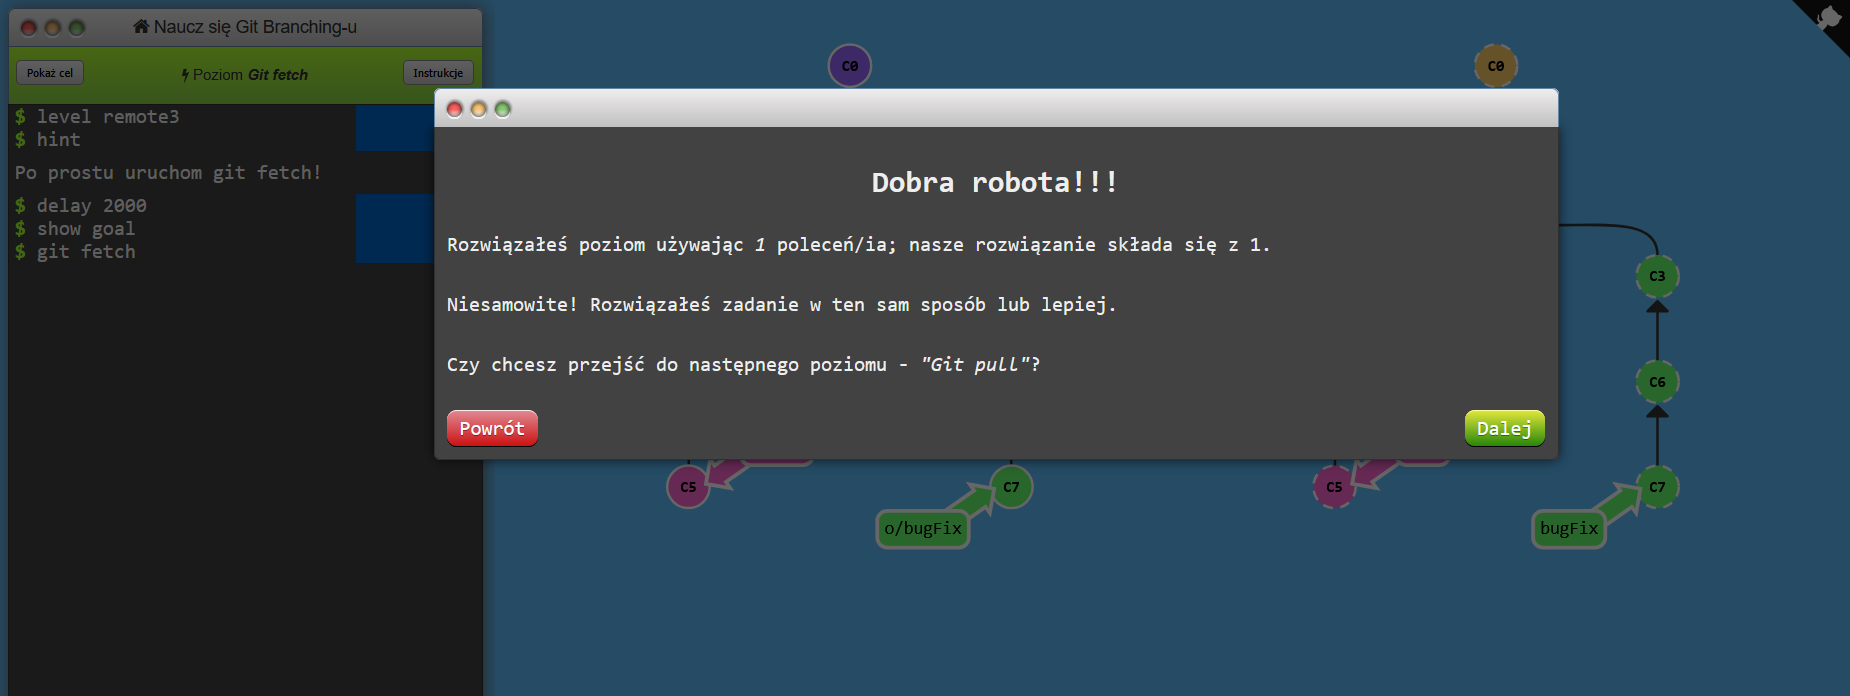 Naucz się Git Branching-u
Pokaż cel
Poziom Git fetch
Instrukcje
$ level remote3
$ hint
Po prostu uruchom git fetch!
$ delay 2000
$ show goal
$ git fetch
C0
C0
Dobra robota!!!
Rozwiązałeś poziom używając 1 poleceń/ia; nasze rozwiązanie składa się z 1.
Niesamowite! Rozwiązałeś zadanie w ten sam sposób lub lepiej.
Czy chcesz przejść do następnego poziomu - "Git pull"?
Powrót
Dalej
C3
C6
C5
C7
C5
C7
o/bugFix
bugFix